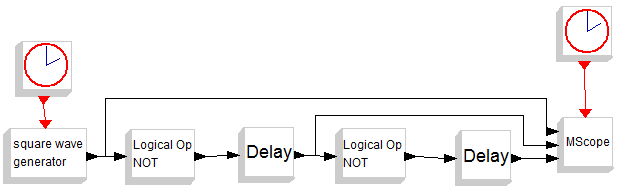 square wave
generator
Logical Op
NOT
Delay
Logical Op
NOT
Delay
MScope